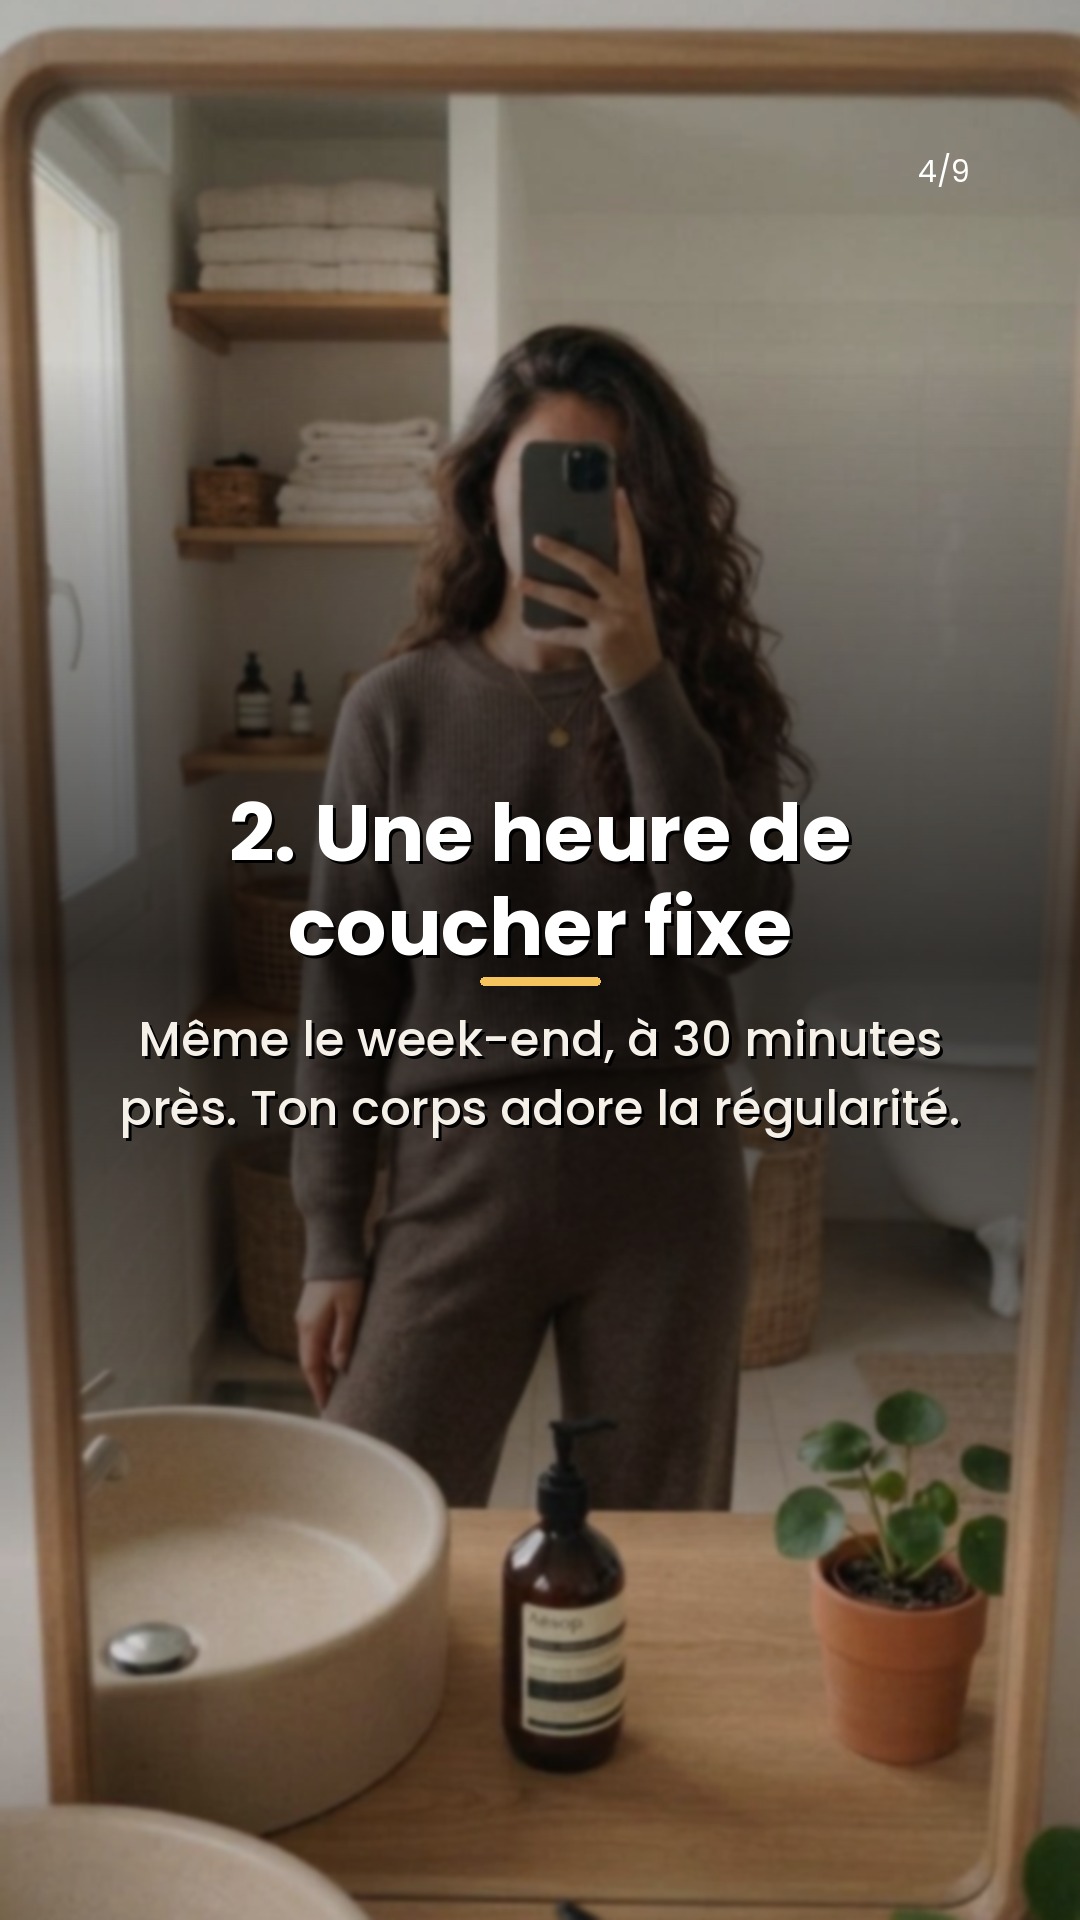 4/9
2. Une heure de
coucher fixe
Même le week-end, à 30 minutes
près. Ton corps adore la régularité.
Aesop